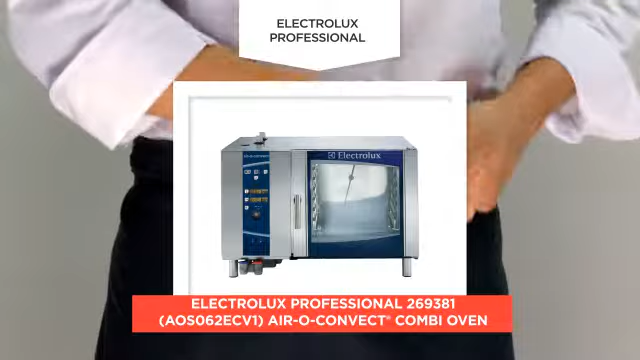 ELECTROLUX
PROFESSIONAL
Electrolux
ELECTROLUX PROFESSIONAL 269381
(AOS062ECV1) AIR-O-CONVECT® COMBI OVEN